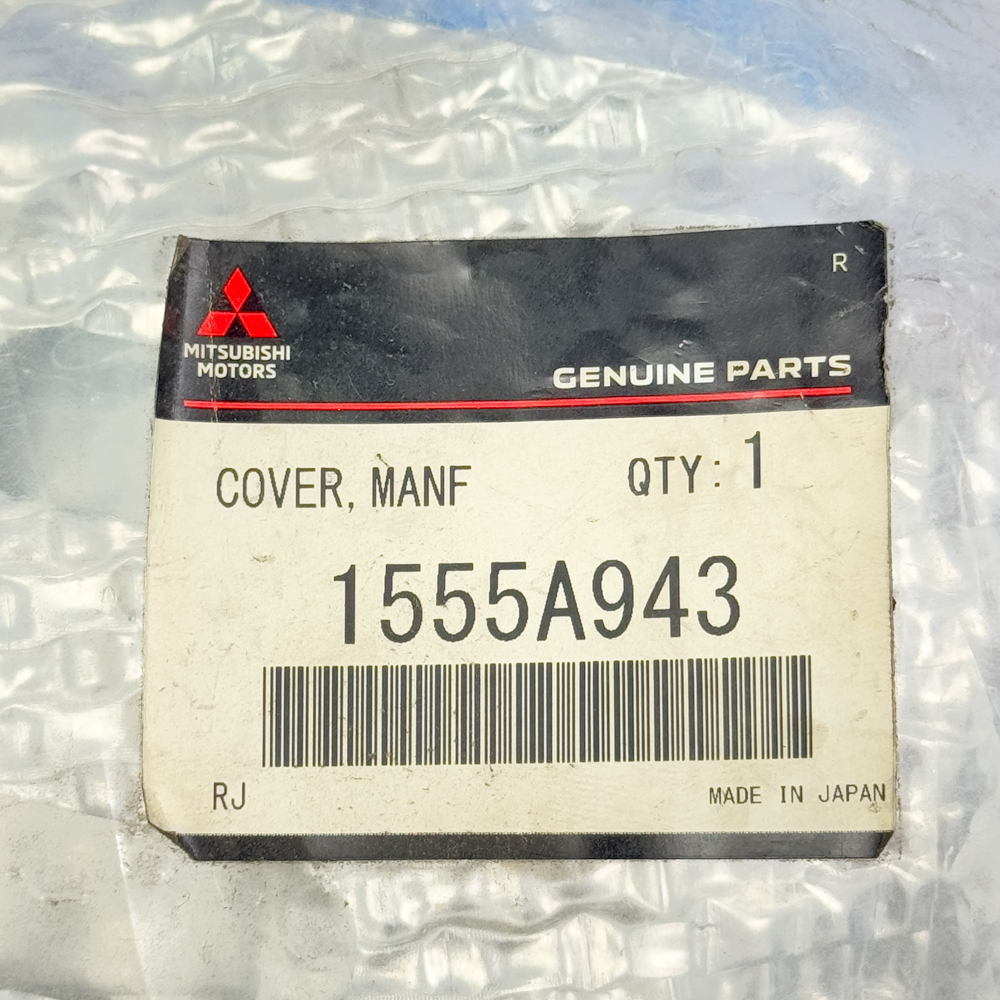 R
MITSUBISHI
MOTORS
GENUINE PARTS
COVER, MANF QTY: 1
1555A943
RJ MADE IN JAPAN